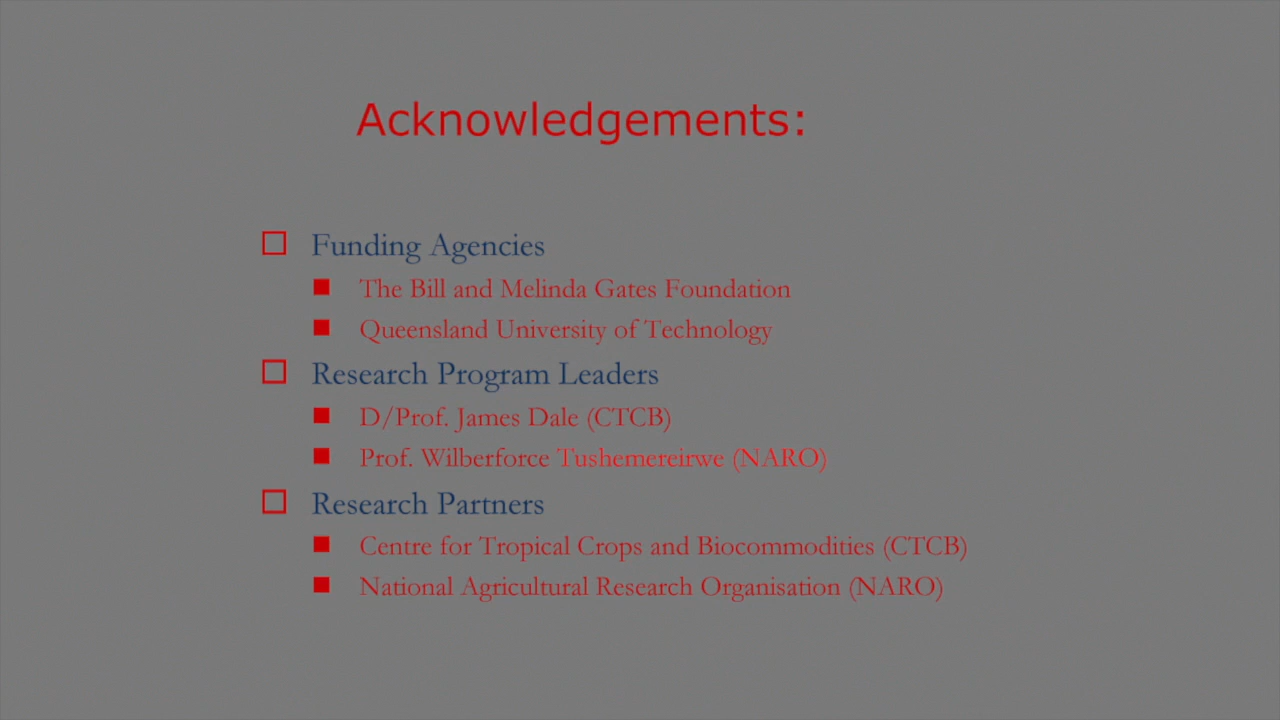 Acknowledgements:
Funding Agencies
The Bill and Melinda Gates Foundation
Queensland University of Technology
Research Program Leaders
D/Prof. James Dale (CTCB)
Prof. Wilberforce Tushemereirwe (NARO)
Research Partners
Centre for Tropical Crops and Biocommodities (CTCB)
National Agricultural Research Organisation (NARO)